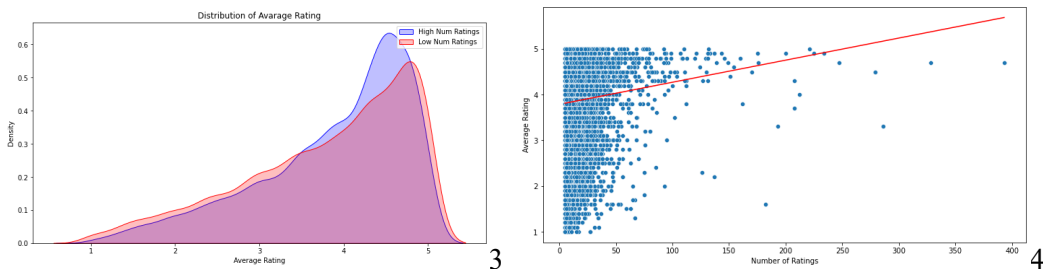 Distribution of Avarage Rating
High Num Ratings
Low Num Ratings
Density
0.6
0.5
0.4
0.3
0.2
0.1
0.0
1 2 3 4 5
Average Rating
3
Average Rating
5
4
3
2
1
0 50 100 150 200 250 300 350 400
Number of Ratings
4